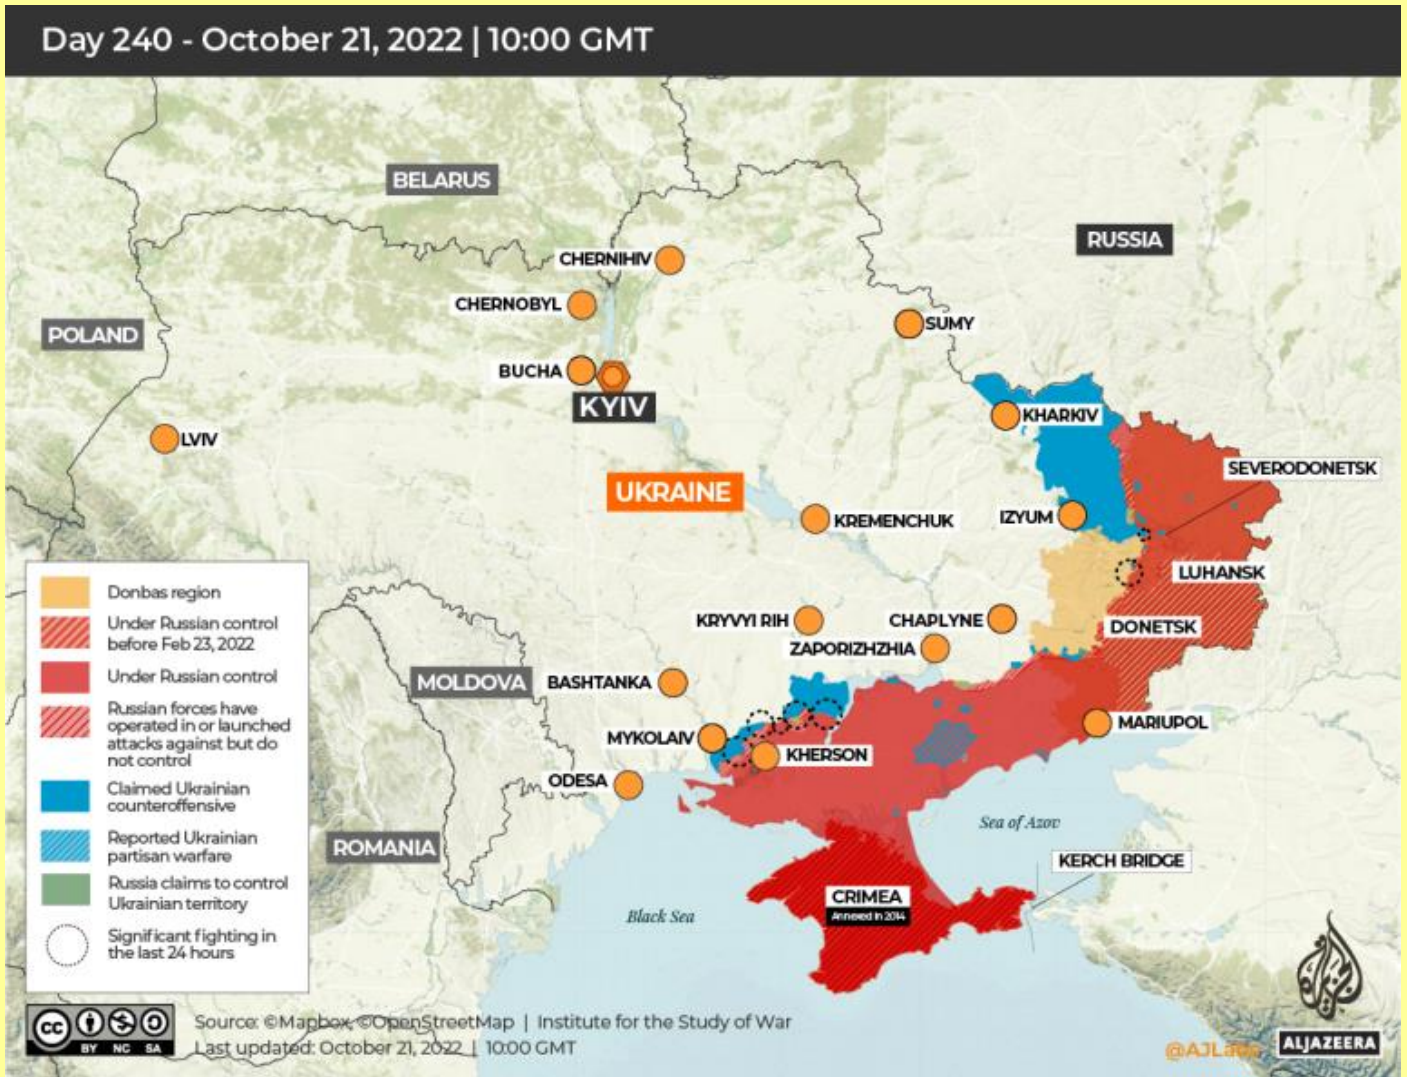 Day 240 - October 21, 2022 | 10:00 GMT
BELARUS
RUSSIA
CHERNIHIV
CHERNOBYL
SUMY
POLAND
BUCHA
KYIV
KHARKIV
LVIV
SEVERODONETSK
UKRAINE
KREMENCHUK
IZYUM
LUHANSK
KRYVYI RIH
CHAPLYNE
DONETSK
ZAPORIZHZHIA
MOLDOVA
BASHTANKA
MARIUPOL
MYKOLAIV
KHERSON
ODESA
Sea of Azov
ROMANIA
KERCH BRIDGE
CRIMEA
Annexed in 2014
Black Sea
Donbas region
Under Russian control
before Feb 23, 2022
Under Russian control
Russian forces have
operated in or launched
attacks against but do
not control
Claimed Ukrainian
counteroffensive
Reported Ukrainian
partisan warfare
Russia claims to control
Ukrainian territory
Significant fighting in
the last 24 hours
cc
BY NC SA
Source: ©Mapbox, ©OpenStreetMap | Institute for the Study of War
Last updated: October 21, 2022 | 10:00 GMT
ALJAZEERA